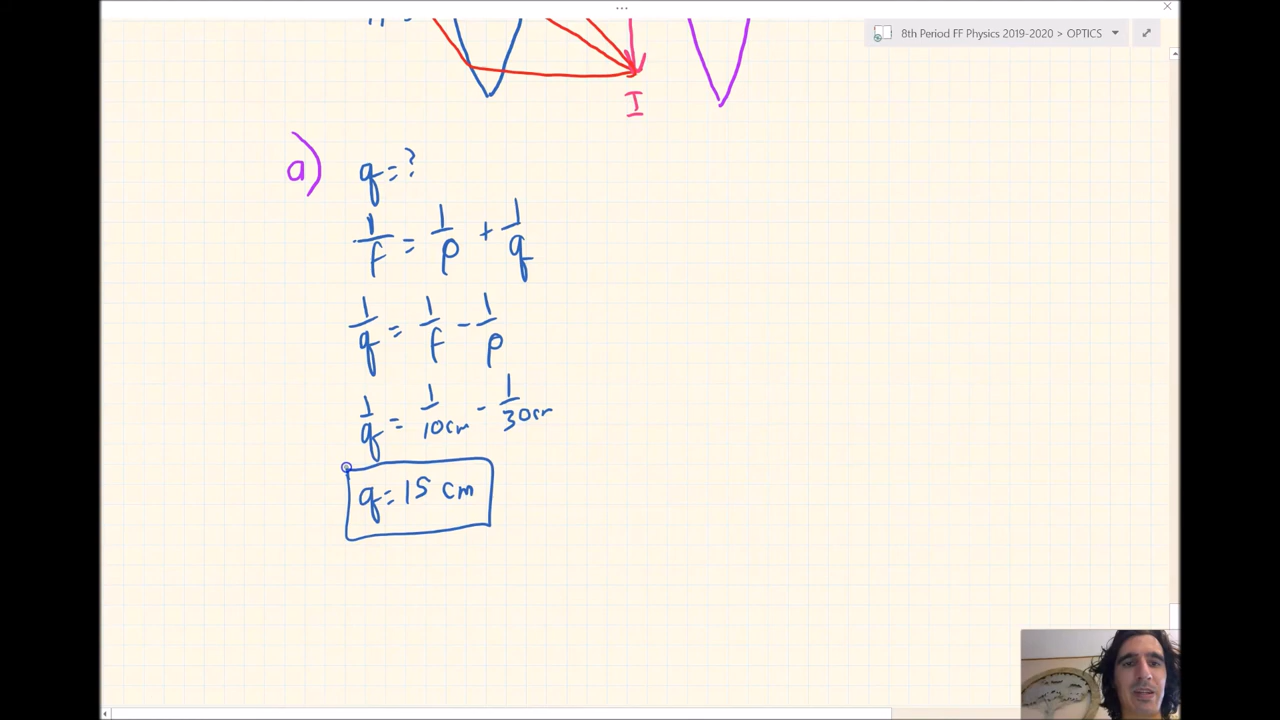 8th Period FF Physics 2019-2020 > OPTICS
I
a)
q = ?
1/f = 1/p + 1/q
1/q = 1/f - 1/p
1/q = 1/10cm - 1/30cm
q = 15 cm